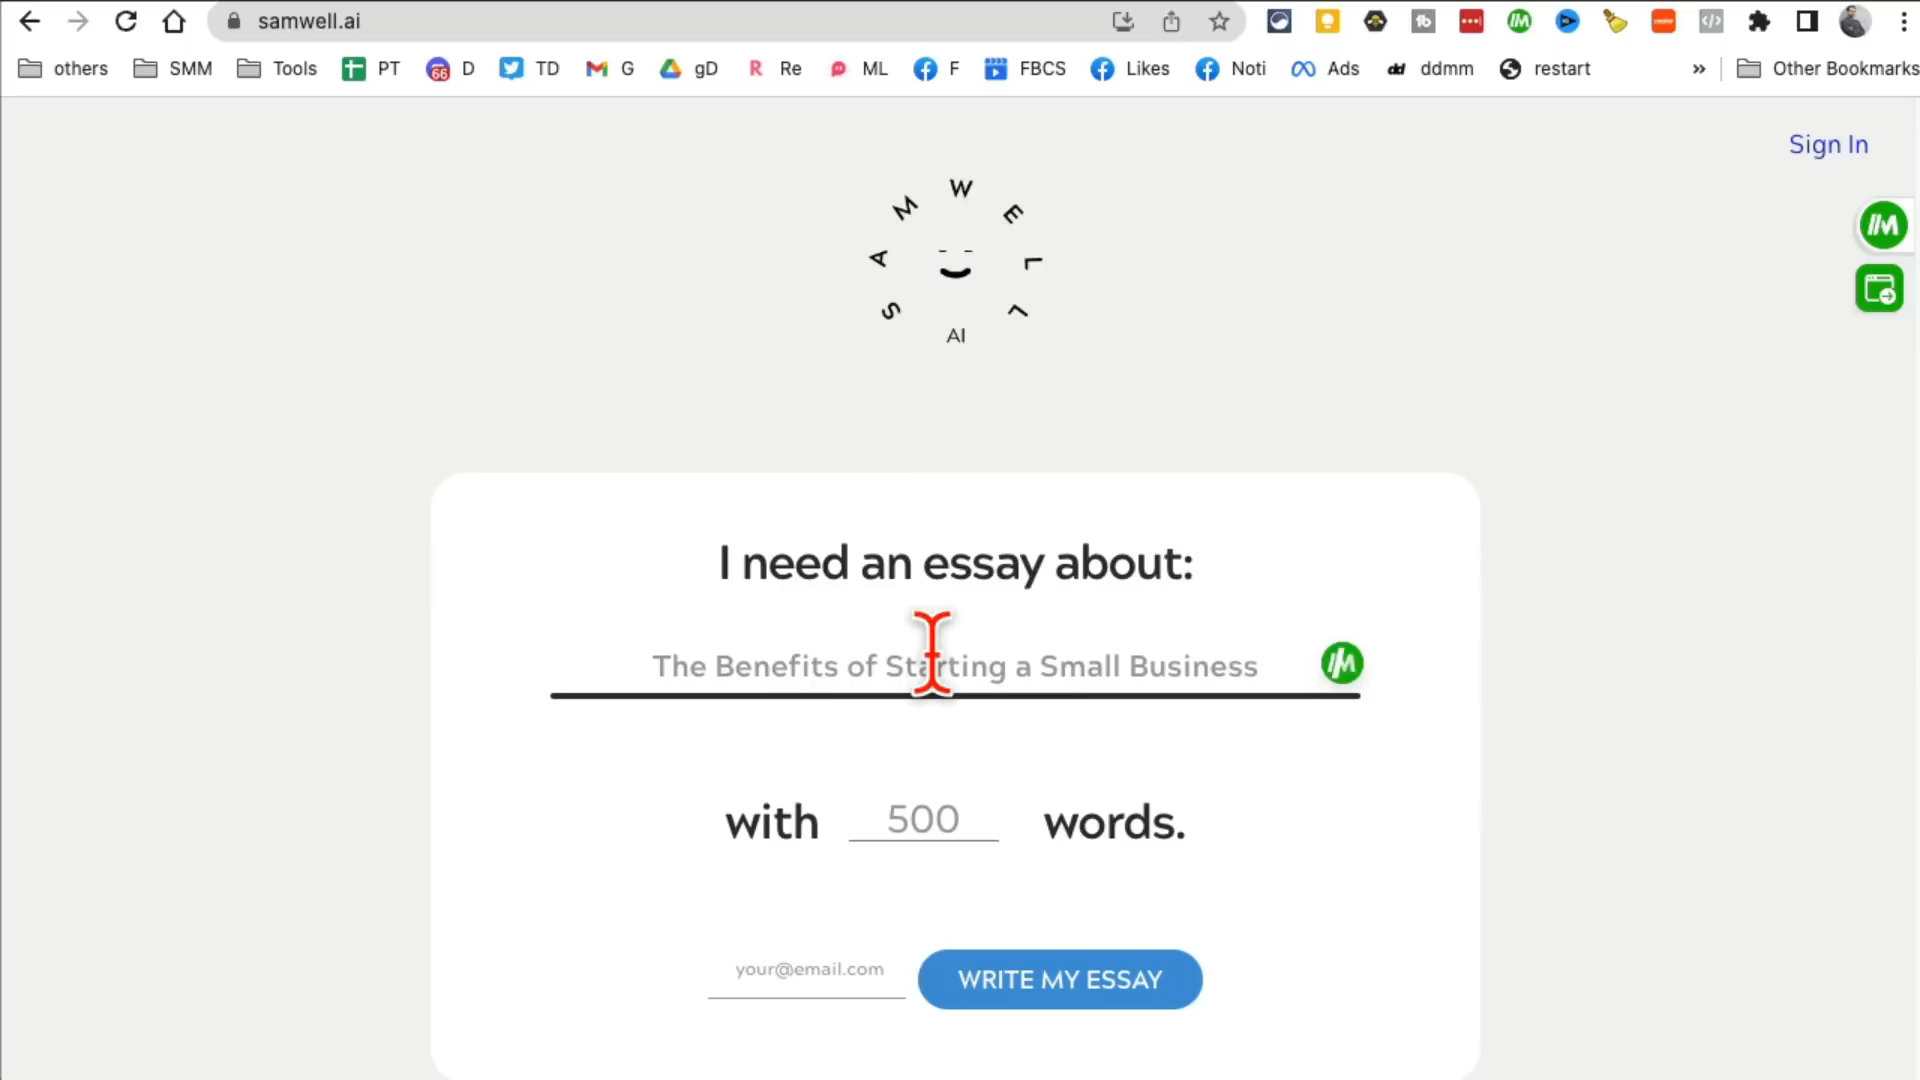 samwell.ai
others SMM Tools PT D TD G gD Re ML F FBCS Likes Noti Ads ddmm restart » Other Bookmarks
Sign In
SAMWELL
AI
I need an essay about:
The Benefits of Starting a Small Business
with 500 words.
your@email.com WRITE MY ESSAY